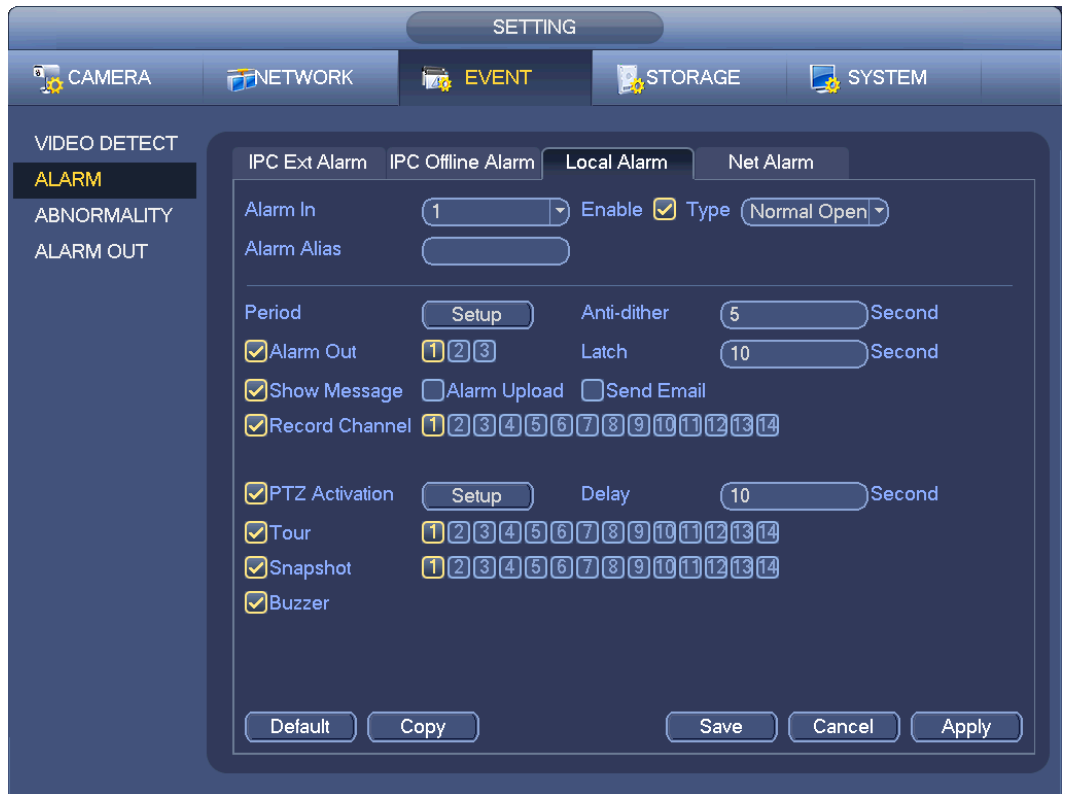 SETTING
CAMERA NETWORK EVENT STORAGE SYSTEM
VIDEO DETECT
ALARM
ABNORMALITY
ALARM OUT
IPC Ext Alarm IPC Offline Alarm Local Alarm Net Alarm
Alarm In 1 Enable Type Normal Open
Alarm Alias
Period Setup Anti-dither 5 Second
Alarm Out 1 2 3 Latch 10 Second
Show Message Alarm Upload Send Email
Record Channel 1 2 3 4 5 6 7 8 9 10 11 12 13 14
PTZ Activation Setup Delay 10 Second
Tour 1 2 3 4 5 6 7 8 9 10 11 12 13 14
Snapshot 1 2 3 4 5 6 7 8 9 10 11 12 13 14
Buzzer
Default Copy Save Cancel Apply